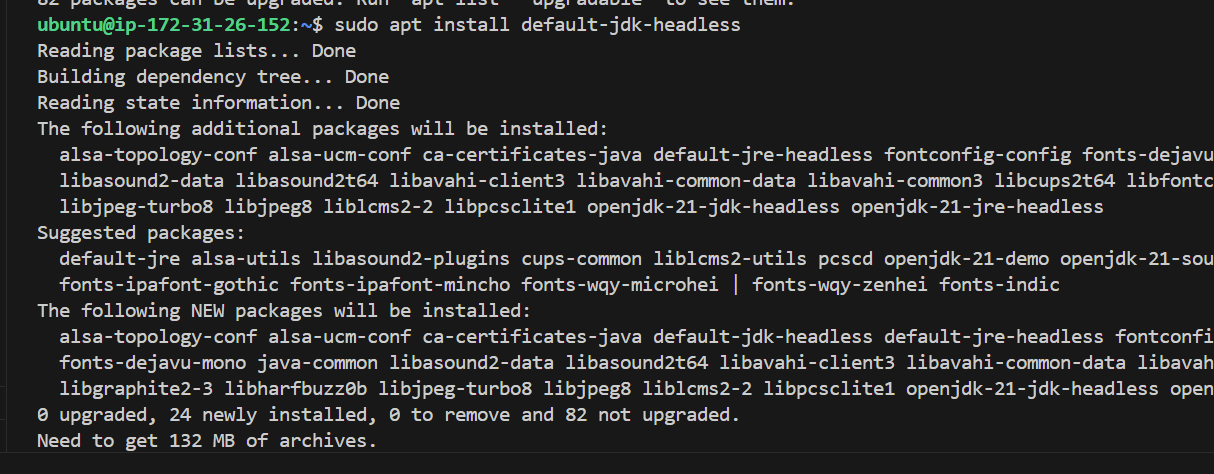 82 packages can be upgraded. Run 'apt list --upgradable' to see them.
ubuntu@ip-172-31-26-152:~$ sudo apt install default-jdk-headless
Reading package lists... Done
Building dependency tree... Done
Reading state information... Done
The following additional packages will be installed:
alsa-topology-conf alsa-ucm-conf ca-certificates-java default-jre-headless fontconfig-config fonts-dejavu
libasound2-data libasound2t64 libavahi-client3 libavahi-common-data libavahi-common3 libcups2t64 libfontc
libjpeg-turbo8 libjpeg8 liblcms2-2 libpcsclite1 openjdk-21-jdk-headless openjdk-21-jre-headless
Suggested packages:
default-jre alsa-utils libasound2-plugins cups-common liblcms2-utils pcscd openjdk-21-demo openjdk-21-sou
fonts-ipafont-gothic fonts-ipafont-mincho fonts-wqy-microhei | fonts-wqy-zenhei fonts-indic
The following NEW packages will be installed:
alsa-topology-conf alsa-ucm-conf ca-certificates-java default-jdk-headless default-jre-headless fontconfi
fonts-dejavu-mono java-common libasound2-data libasound2t64 libavahi-client3 libavahi-common-data libavah
libgraphite2-3 libharfbuzz0b libjpeg-turbo8 libjpeg8 liblcms2-2 libpcsclite1 openjdk-21-jdk-headless open
0 upgraded, 24 newly installed, 0 to remove and 82 not upgraded.
Need to get 132 MB of archives.